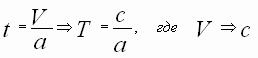 t = V/a ⇒ T = c/a, где V ⇒ c